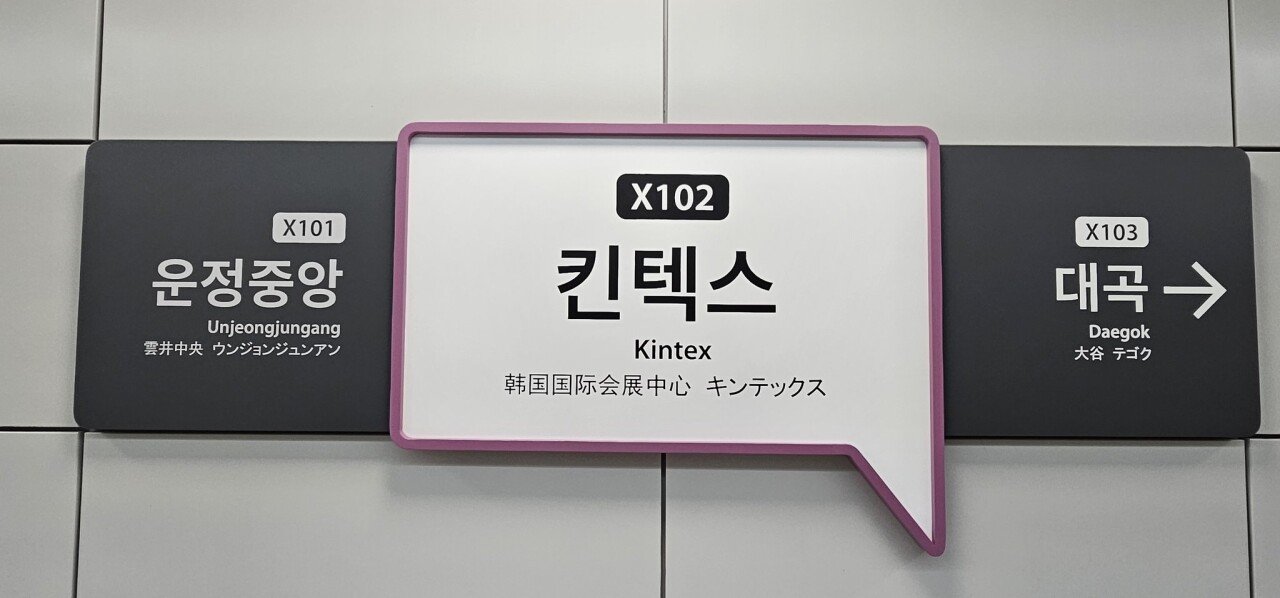 X101
운정중앙
Unjeongjungang
雲井中央 ウンジョンジュンアン
X102
킨텍스
Kintex
韩国国际会展中心 キンテックス
X103
대곡
Daegok
大谷 テゴク